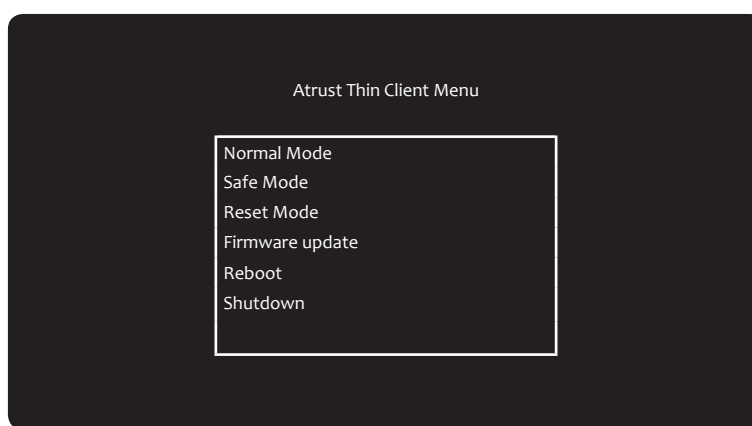 Atrust Thin Client Menu
Normal Mode
Safe Mode
Reset Mode
Firmware update
Reboot
Shutdown